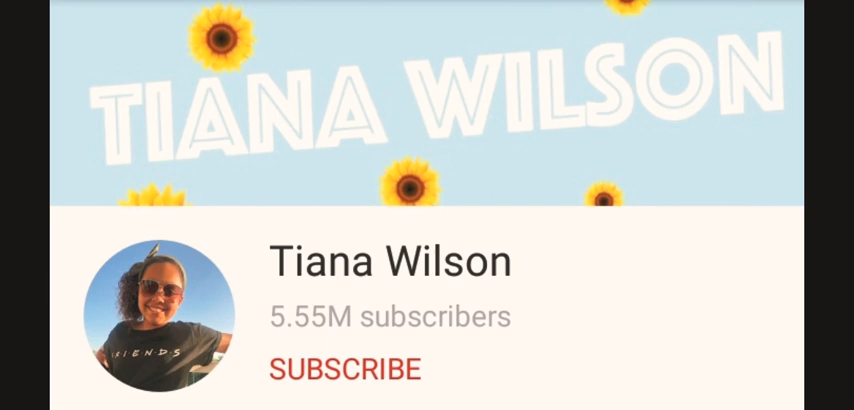 TIANA WILSON
Tiana Wilson
5.55M subscribers
SUBSCRIBE
F·R·I·E·N·D·S